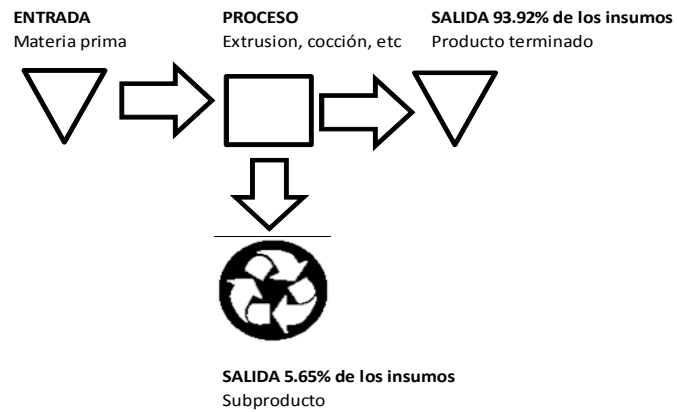 ENTRADA
Materia prima
PROCESO
Extrusion, cocción, etc
SALIDA 93.92% de los insumos
Producto terminado
SALIDA 5.65% de los insumos
Subproducto